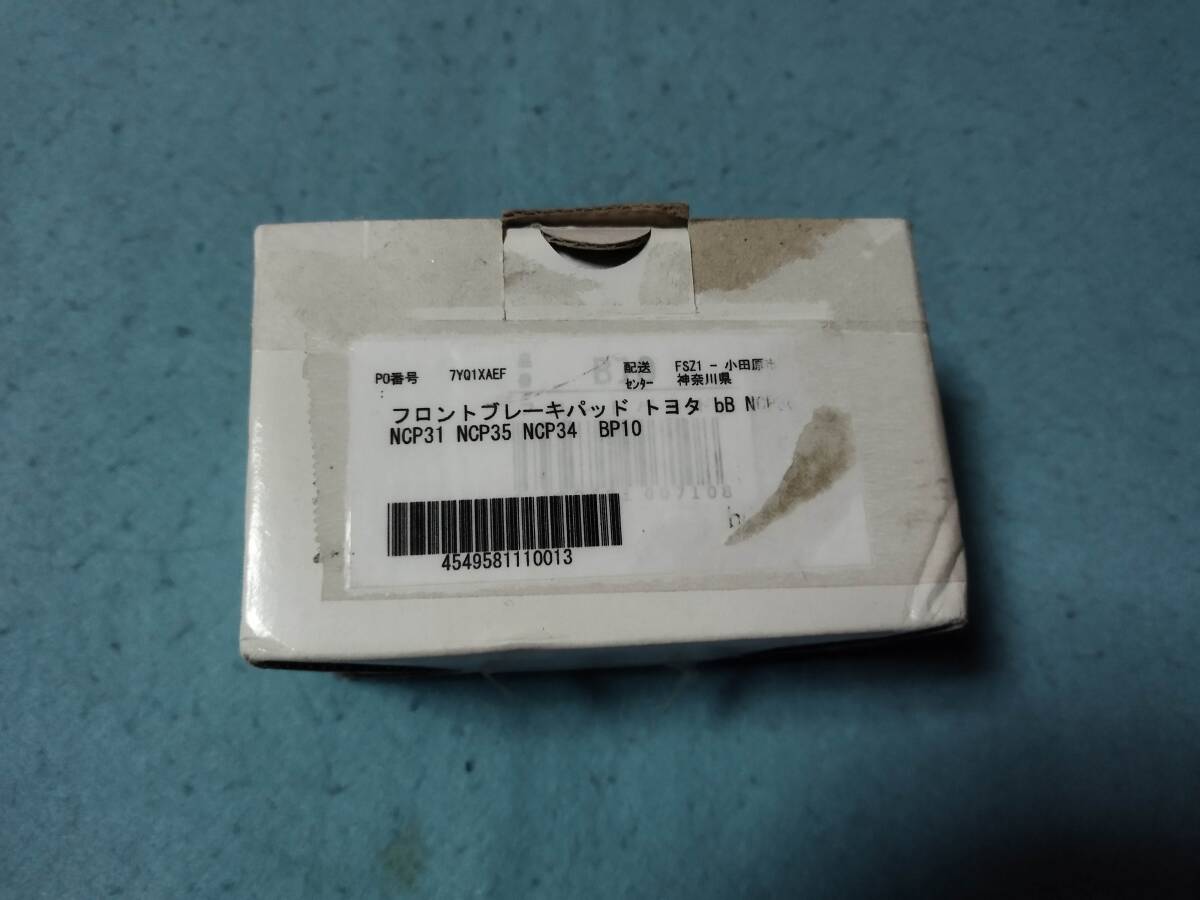 PO番号 7YQ1XAEF 配送 FSZ1 - 小田原市
: ｾﾝﾀｰ 神奈川県
フロントブレーキパッド トヨタ bB
NCP31 NCP35 NCP34 BP10
4549581110013